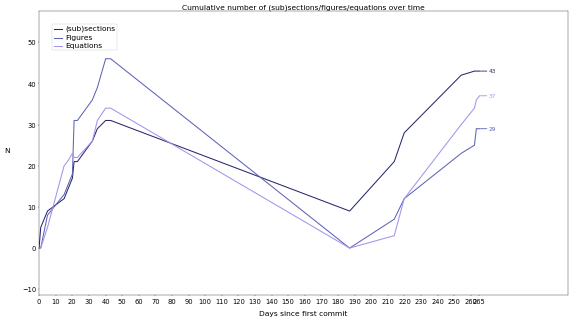 Cumulative number of (sub)sections/figures/equations over time
(sub)sections
Figures
Equations
50
40
30
20
10
0
−10
N
43
37
29
0 10 20 30 40 50 60 70 80 90 100 110 120 130 140 150 160 170 180 190 200 210 220 230 240 250 260 265
Days since first commit